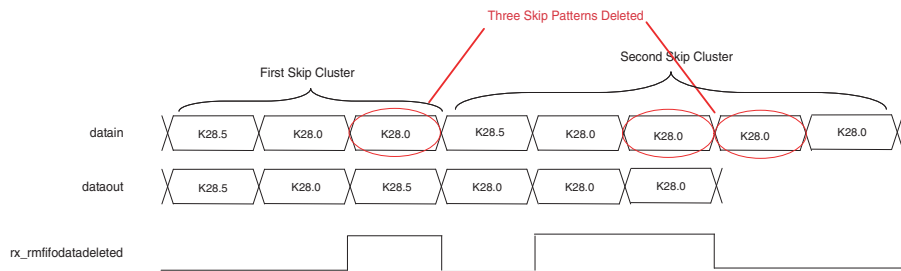 Three Skip Patterns Deleted
Second Skip Cluster
First Skip Cluster
datain K28.5 K28.0 K28.0 K28.5 K28.0 K28.0 K28.0 K28.0
dataout K28.5 K28.0 K28.5 K28.0 K28.0 K28.0
rx_rmfifodatadeleted